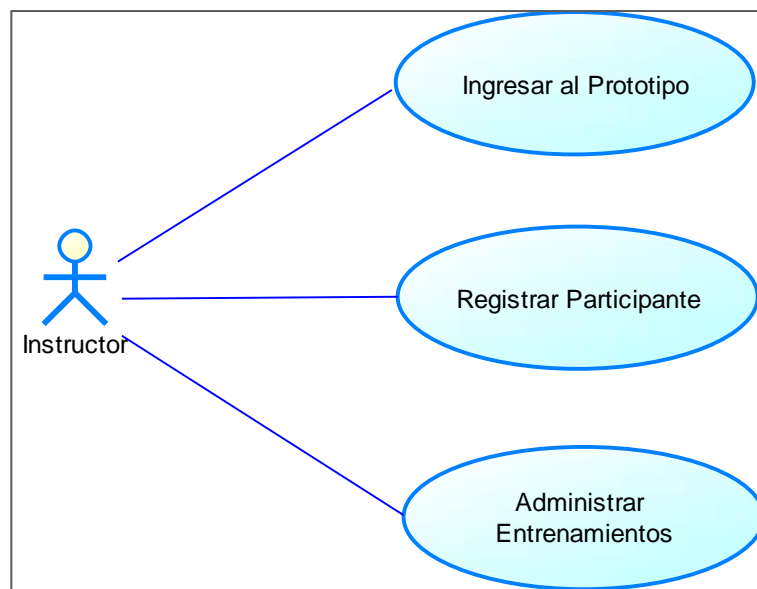 Ingresar al Prototipo
Registrar Participante
Instructor
Administrar
Entrenamientos